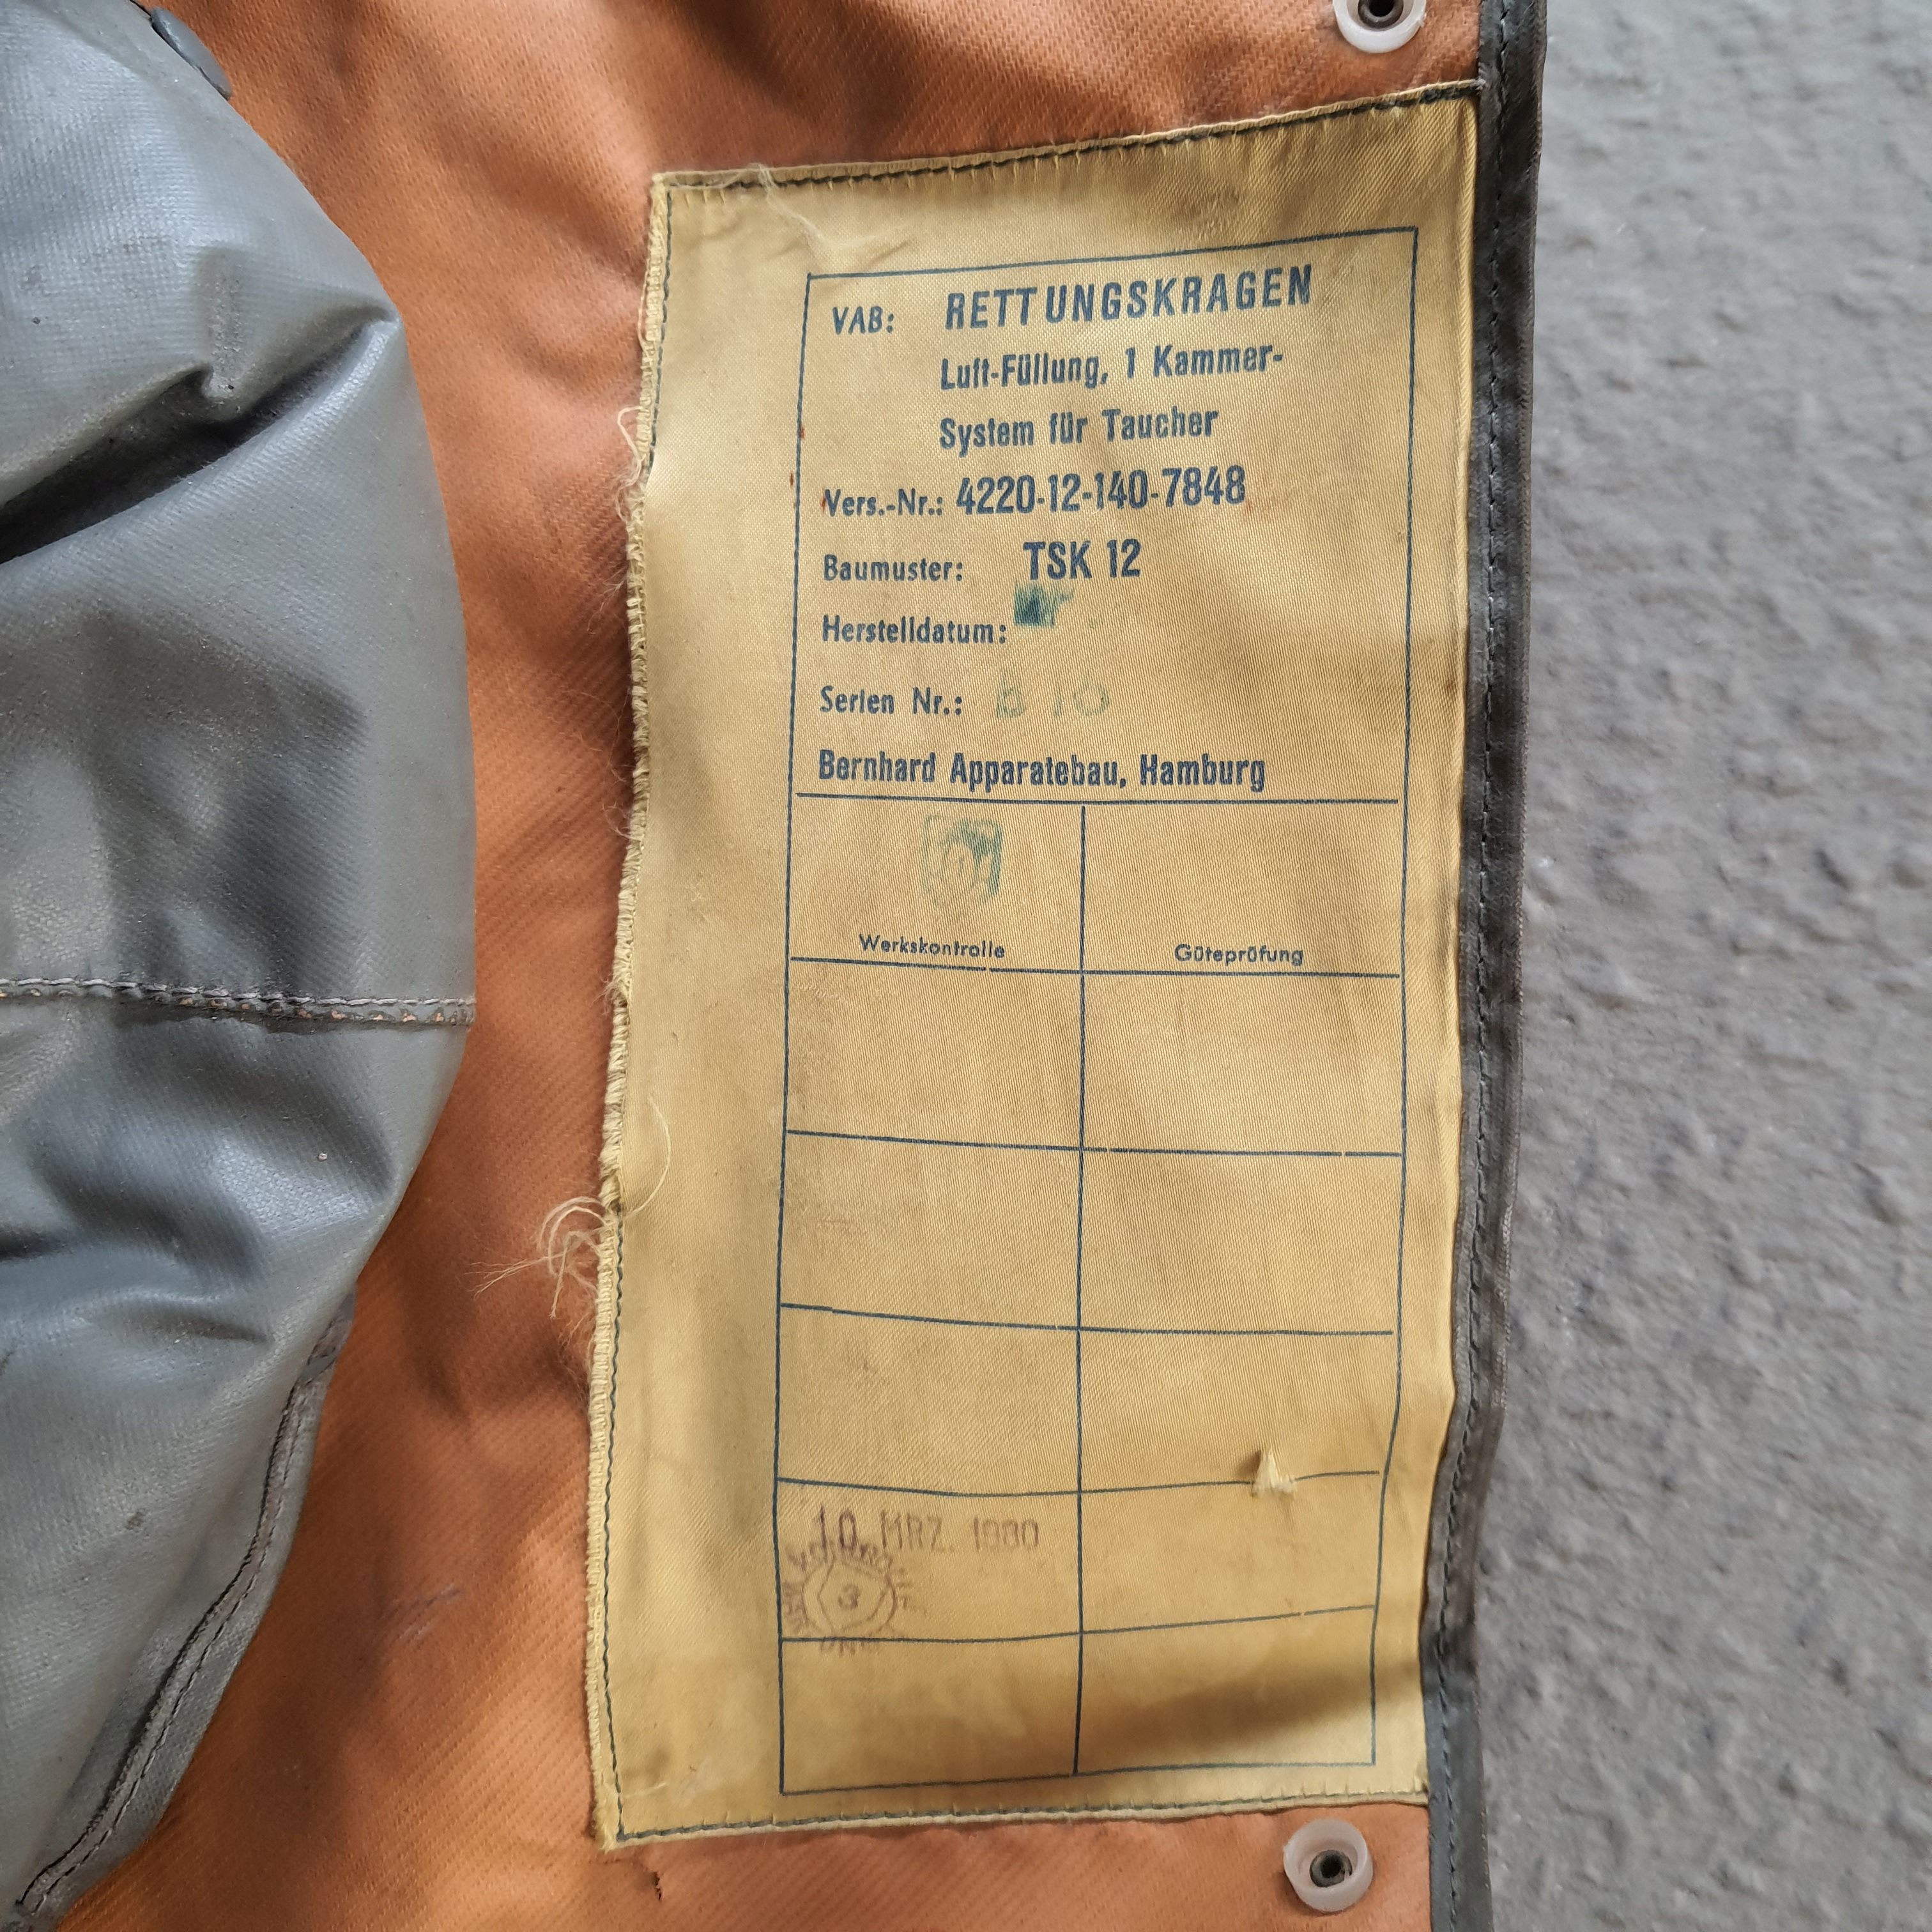 VAB: RETTUNGSKRAGEN
Luft-Füllung, 1 Kammer-
System für Taucher
Vers.-Nr.: 4220-12-140-7848
Baumuster: TSK 12
Herstelldatum:
Serien Nr.:
Bernhard Apparatebau, Hamburg
Werkskontrolle Güteprüfung
10. MRZ. 1980
3